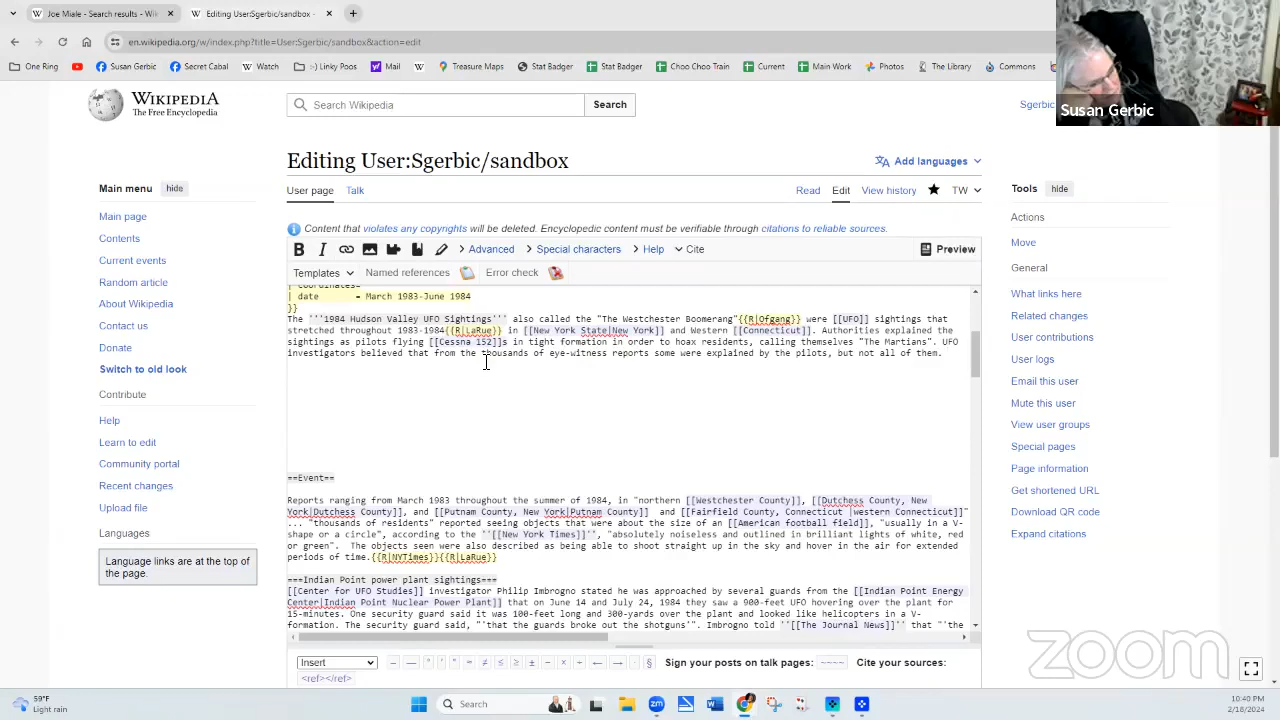 Joe Miale - Search results - Wi
Editing User:Sgerbic/sandbox
en.wikipedia.org/w/index.php?title=User:Sgerbic/sandbox&action=edit
One Ring
Susan Gerbic
Secret Cabal
Watch
:-) Linky Poos
Mail
Treasure Maps
Stat Badger
Stat Badger
Choo Choo Train
Current
Main Work
Photos
The Library
Commons
Susan Gerbic
WIKIPEDIA
The Free Encyclopedia
Search Wikipedia
Search
Sgerbic
Editing User:Sgerbic/sandbox
Add languages
Main menu
hide
User page
Talk
Read
Edit
View history
TW
Tools
hide
Main page
Contents
Current events
Random article
About Wikipedia
Contact us
Donate
Switch to old look
Contribute
Help
Learn to edit
Community portal
Recent changes
Upload file
Languages
Language links are at the top of
the page.
Content that violates any copyrights will be deleted. Encyclopedic content must be verifiable through citations to reliable sources.
Advanced
Special characters
Help
Cite
Preview
Templates
Named references
Error check
| coordinates=
| date = March 1983-June 1984
}}
The '''1984 Hudson Valley UFO Sightings''' also called the "The Westchester Boomerang"{{R|Ofgang}} were [[UFO]] sightings that
stretched throughout 1983-1984{{R|LaRue}} in [[New York State|New York]] and Western [[Connecticut]]. Authorities explained the
sightings as pilots flying [[Cessna 152]]s in tight formation in order to hoax residents, calling themselves "The Martians". UFO
investigators believed that from the thousands of eye-witness reports some were explained by the pilots, but not all of them.
==Event==
Reports ranging from March 1983 throughout the summer of 1984, in "northern [[Westchester County]], [[Dutchess County, New
York|Dutchess County]], and [[Putnam County, New York|Putnam County]] and [[Fairfield County, Connecticut |western Connecticut]]"
... "thousands of residents" reported seeing objects that were about the size of an [[American football field]], "usually in a V-
shape or a circle", according to the ''[[New York Times]]'', "absolutely noiseless and outlined in brilliant lights of white, red
or green". The objects seen were also described as being able to shoot straight up in the sky and hover in the air for extended
periods of time.{{R|NYTimes}}{{R|LaRue}}
===Indian Point power plant sightings===
[[Center for UFO Studies]] investigator Philip Imbrogno stated he was approached by several guards from the [[Indian Point Energy
Center|Indian Point Nuclear Power Plant]] that on June 14 and July 24, 1984 they saw a 900-feet UFO hovering over the plant for
15-minutes. One security guard said it was 100-feet long and 300-yards over the plant and looked like helicopters in a V-
formation. The security guard said, "'that the guards broke out the shotguns'". Imbrogno told ''[[The Journal News]]'' that "'the
Insert
Sign your posts on talk pages: ~~~~ Cite your sources:
<ref></ref>
Actions
Move
General
What links here
Related changes
User contributions
User logs
Email this user
Mute this user
View user groups
Special pages
Page information
Get shortened URL
Download QR code
Expand citations
zoom
59°F
Light rain
Search
10:40 PM
2/18/2024